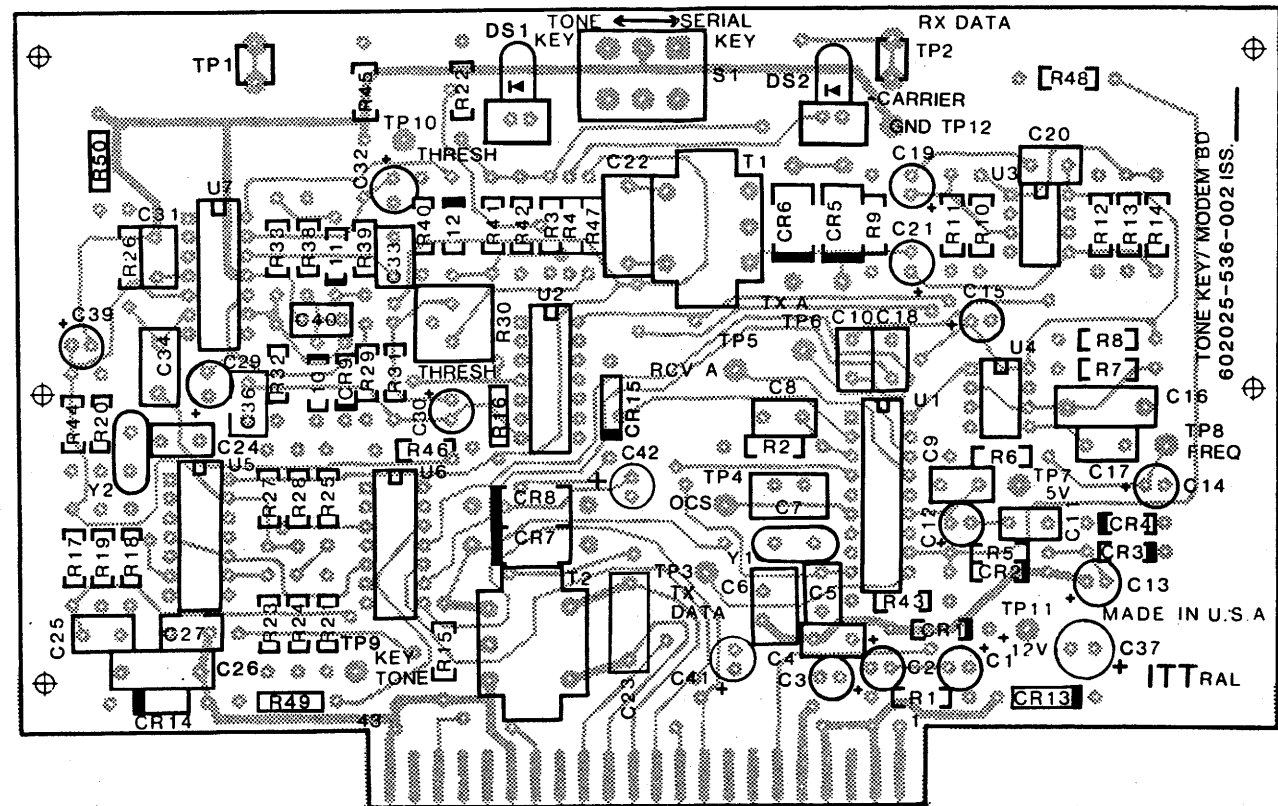 TONE ⟷ SERIAL
KEY KEY
RX DATA
DS1
S1
DS2
TP1
TP2
R45
R22
R48
CARRIER
GND TP12
TP10
R50
C32
THRESH
C22
T1
C19
C20
U7
U3
C31
R26
R33
R38
11
R39
C33
R40
12
R41
R42
R3
R4
R47
CR6
CR5
R9
R11
R10
R12
R13
R14
C21
TONE KEY/MODEM BD
602025-536-002 ISS.
C39
C40
R30
U2
TX A
C15
C34
C29
TP5
TP6
C10
C18
U4
R8
R7
R32
10
CR9
R29
R31
THRESH
RCV A
C36
C30
R16
CR15
C8
U1
C16
R44
R20
C24
R46
R2
C9
R6
TP8
FREQ
Y2
U5
U6
C42
TP4
C17
TP7
5V
C14
R27
R28
R25
CR8
OCS
C7
C12
C1
CR4
R17
R19
R18
CR7
Y1
R5
CR3
CR2
T2
TP3
C6
C5
C13
TX
DATA
R43
TP11
MADE IN U.S.A
R23
R24
R21
C25
C27
TP9
R15
CR1
KEY
TONE
C26
C4
C2
C1
12V
C37
C23
C41
C3
ITT RAL
CR14
R49
43
R1
1
CR13